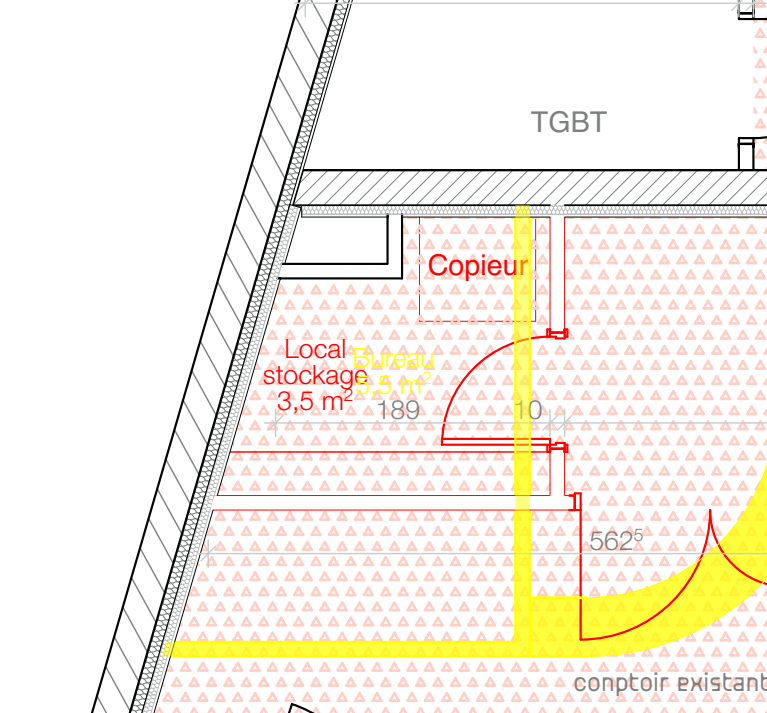 TGBT
Copieur
Local
stockage
3,5 m²
Bureau
5,5 m²
189
10
562⁵
conptoir existant